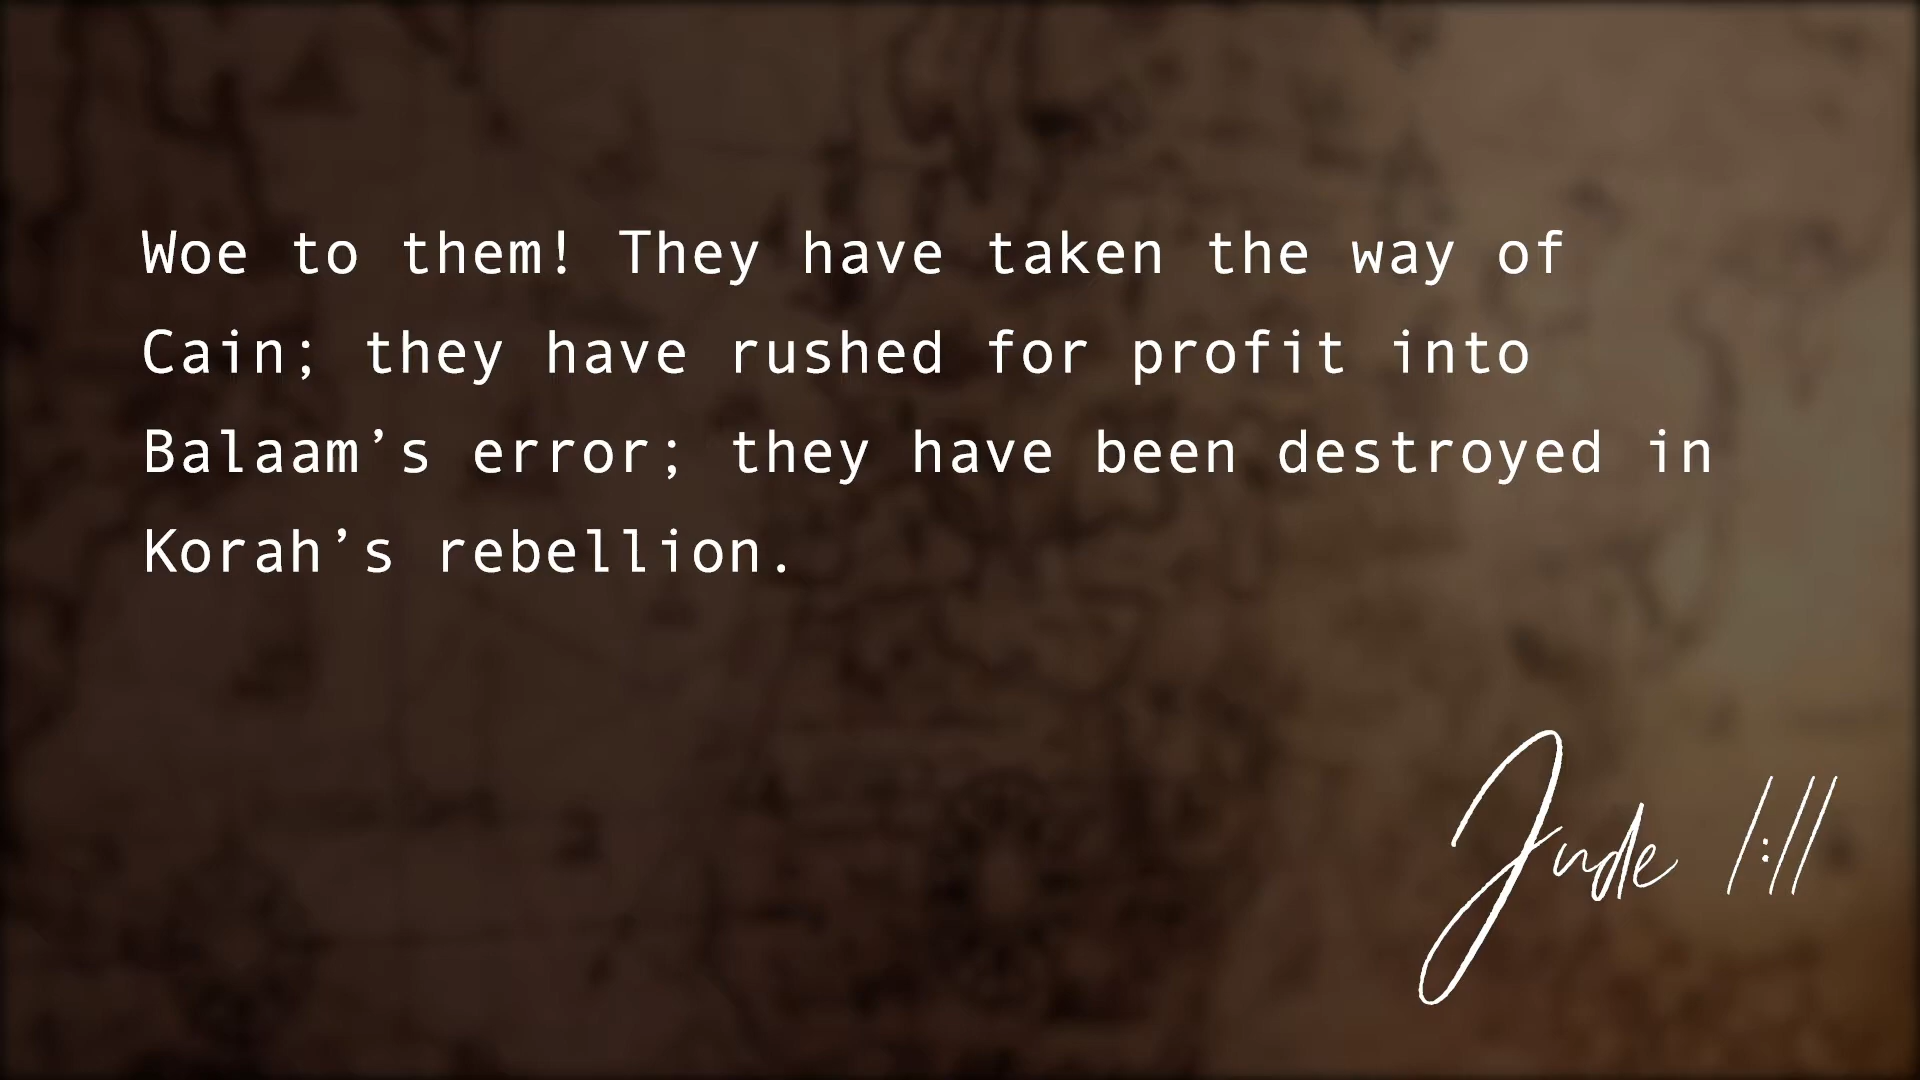 Woe to them! They have taken the way of
Cain; they have rushed for profit into
Balaam’s error; they have been destroyed in
Korah’s rebellion.
Jude 1:11